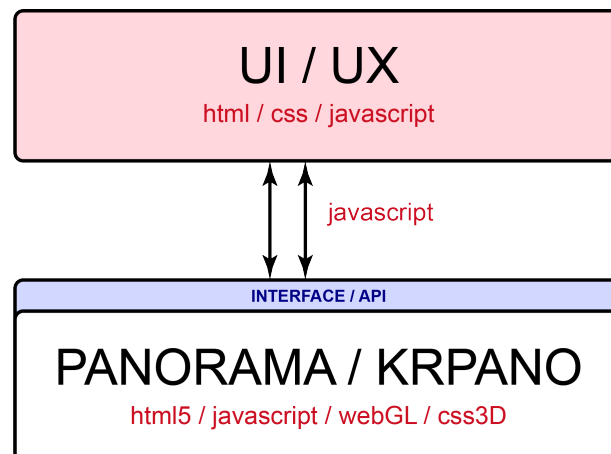 UI / UX
html / css / javascript
javascript
INTERFACE / API
PANORAMA / KRPANO
html5 / javascript / webGL / css3D